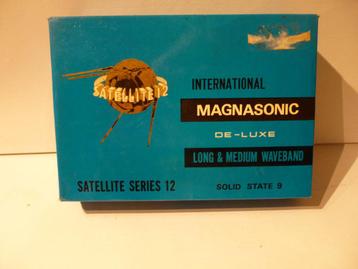 SATELLITE 12
INTERNATIONAL
MAGNASONIC
DE-LUXE
LONG & MEDIUM WAVEBAND
SATELLITE SERIES 12
SOLID STATE 9